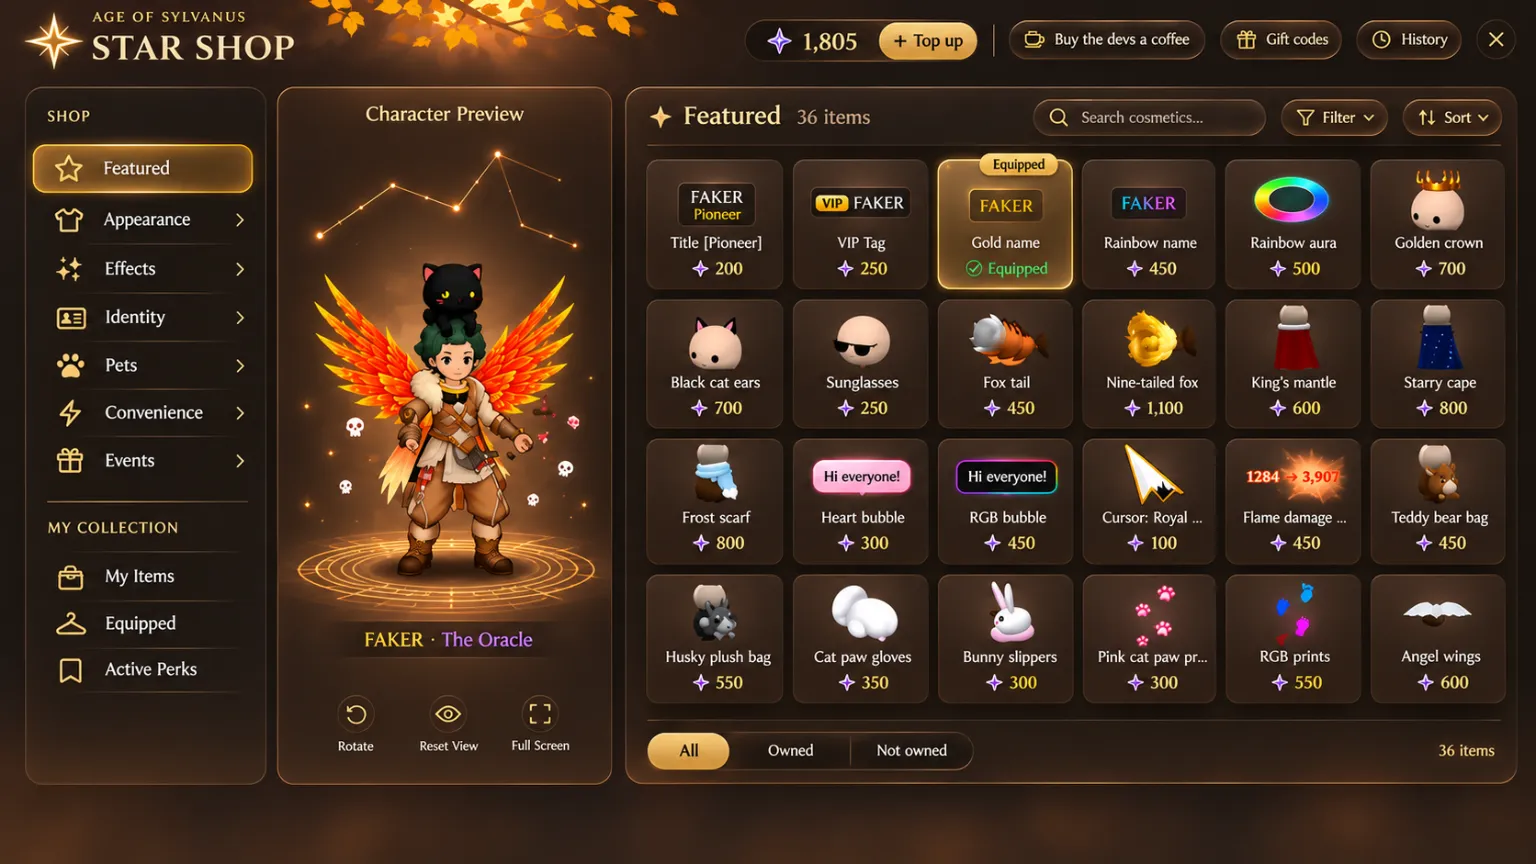 AGE OF SYLVANUS
STAR SHOP
1,805
+ Top up
Buy the devs a coffee
Gift codes
History
SHOP
Featured
Appearance
Effects
Identity
Pets
Convenience
Events
MY COLLECTION
My Items
Equipped
Active Perks
Character Preview
FAKER · The Oracle
Rotate
Reset View
Full Screen
Featured 36 items
Search cosmetics...
Filter
Sort
FAKER
Pioneer
Title [Pioneer]
200
VIP FAKER
VIP Tag
250
Equipped
FAKER
Gold name
Equipped
FAKER
Rainbow name
450
Rainbow aura
500
Golden crown
700
Black cat ears
700
Sunglasses
250
Fox tail
450
Nine-tailed fox
1,100
King's mantle
600
Starry cape
800
Frost scarf
800
Hi everyone!
Heart bubble
300
Hi everyone!
RGB bubble
450
Cursor: Royal ...
100
1284 → 3,907
Flame damage ...
450
Teddy bear bag
450
Husky plush bag
550
Cat paw gloves
350
Bunny slippers
300
Pink cat paw pr...
300
RGB prints
550
Angel wings
600
All
Owned
Not owned
36 items